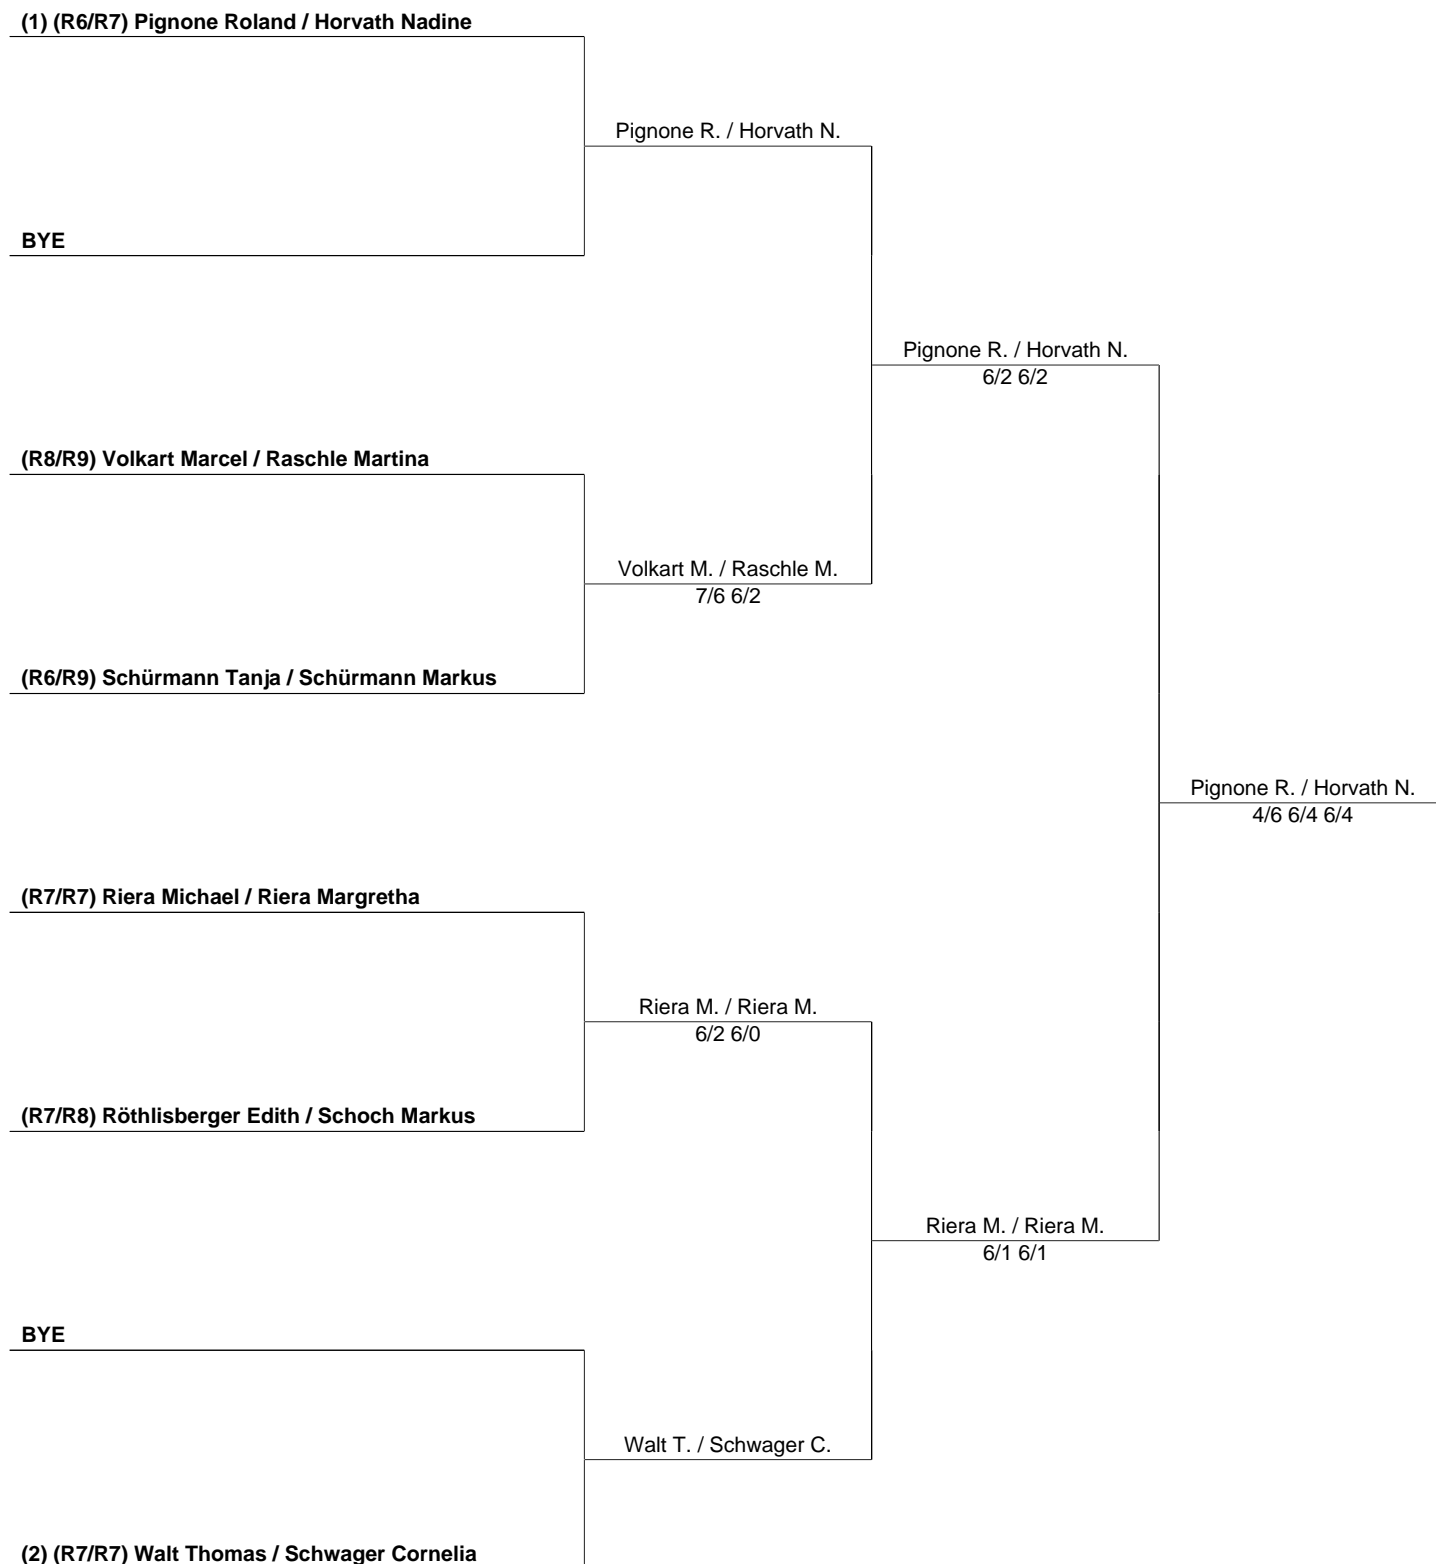 (1) (R6/R7) Pignone Roland / Horvath Nadine
Pignone R. / Horvath N.
BYE
Pignone R. / Horvath N.
6/2 6/2
(R8/R9) Volkart Marcel / Raschle Martina
Volkart M. / Raschle M.
7/6 6/2
(R6/R9) Schürmann Tanja / Schürmann Markus
Pignone R. / Horvath N.
4/6 6/4 6/4
(R7/R7) Riera Michael / Riera Margretha
Riera M. / Riera M.
6/2 6/0
(R7/R8) Röthlisberger Edith / Schoch Markus
Riera M. / Riera M.
6/1 6/1
BYE
Walt T. / Schwager C.
(2) (R7/R7) Walt Thomas / Schwager Cornelia